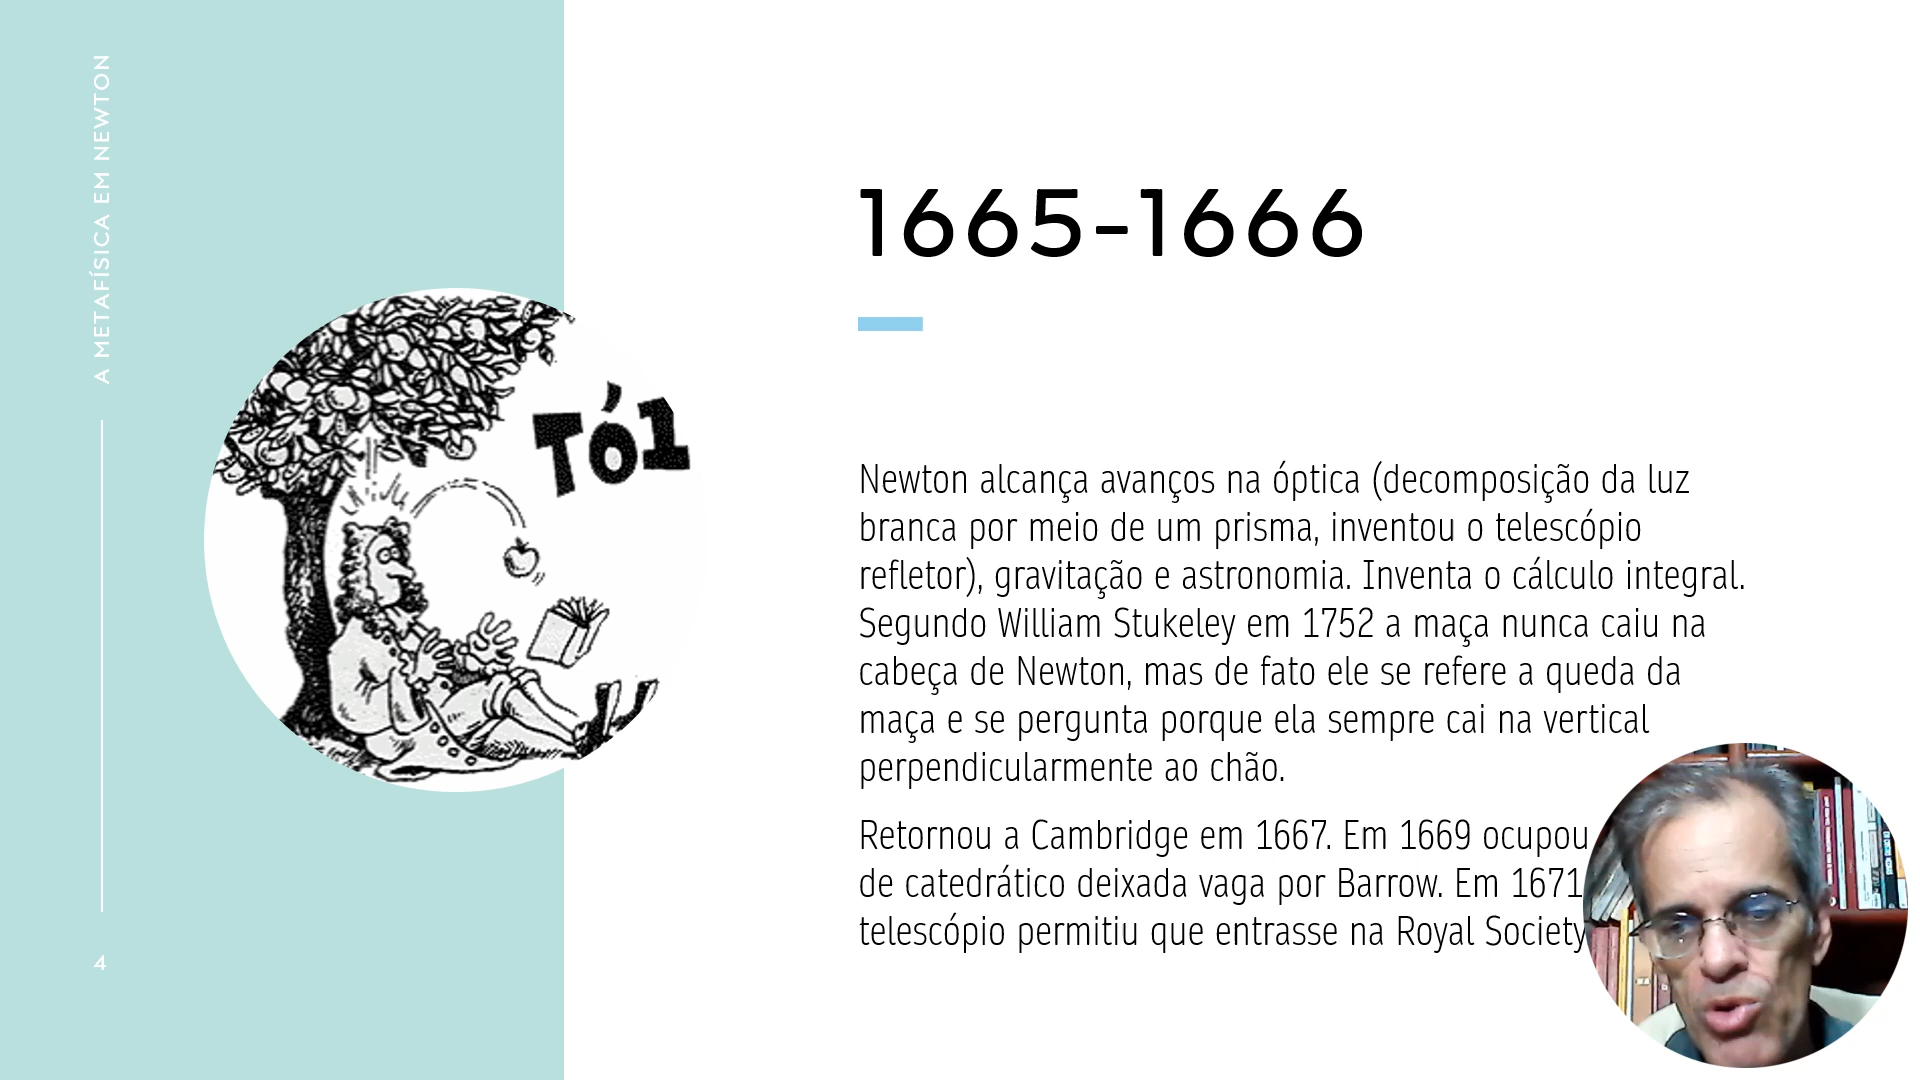 A METAFÍSICA EM NEWTON
4
Tó1
1665-1666
Newton alcança avanços na óptica (decomposição da luz
branca por meio de um prisma, inventou o telescópio
refletor), gravitação e astronomia. Inventa o cálculo integral.
Segundo William Stukeley em 1752 a maça nunca caiu na
cabeça de Newton, mas de fato ele se refere a queda da
maça e se pergunta porque ela sempre cai na vertical
perpendicularmente ao chão.
Retornou a Cambridge em 1667. Em 1669 ocupou
de catedrático deixada vaga por Barrow. Em 1671
telescópio permitiu que entrasse na Royal Society